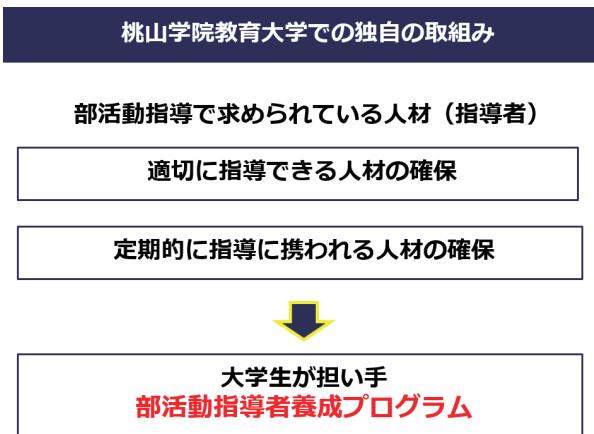 桃山学院教育大学での独自の取組み
部活動指導で求められている人材（指導者）
適切に指導できる人材の確保
定期的に指導に携われる人材の確保
大学生が担い手
部活動指導者養成プログラム